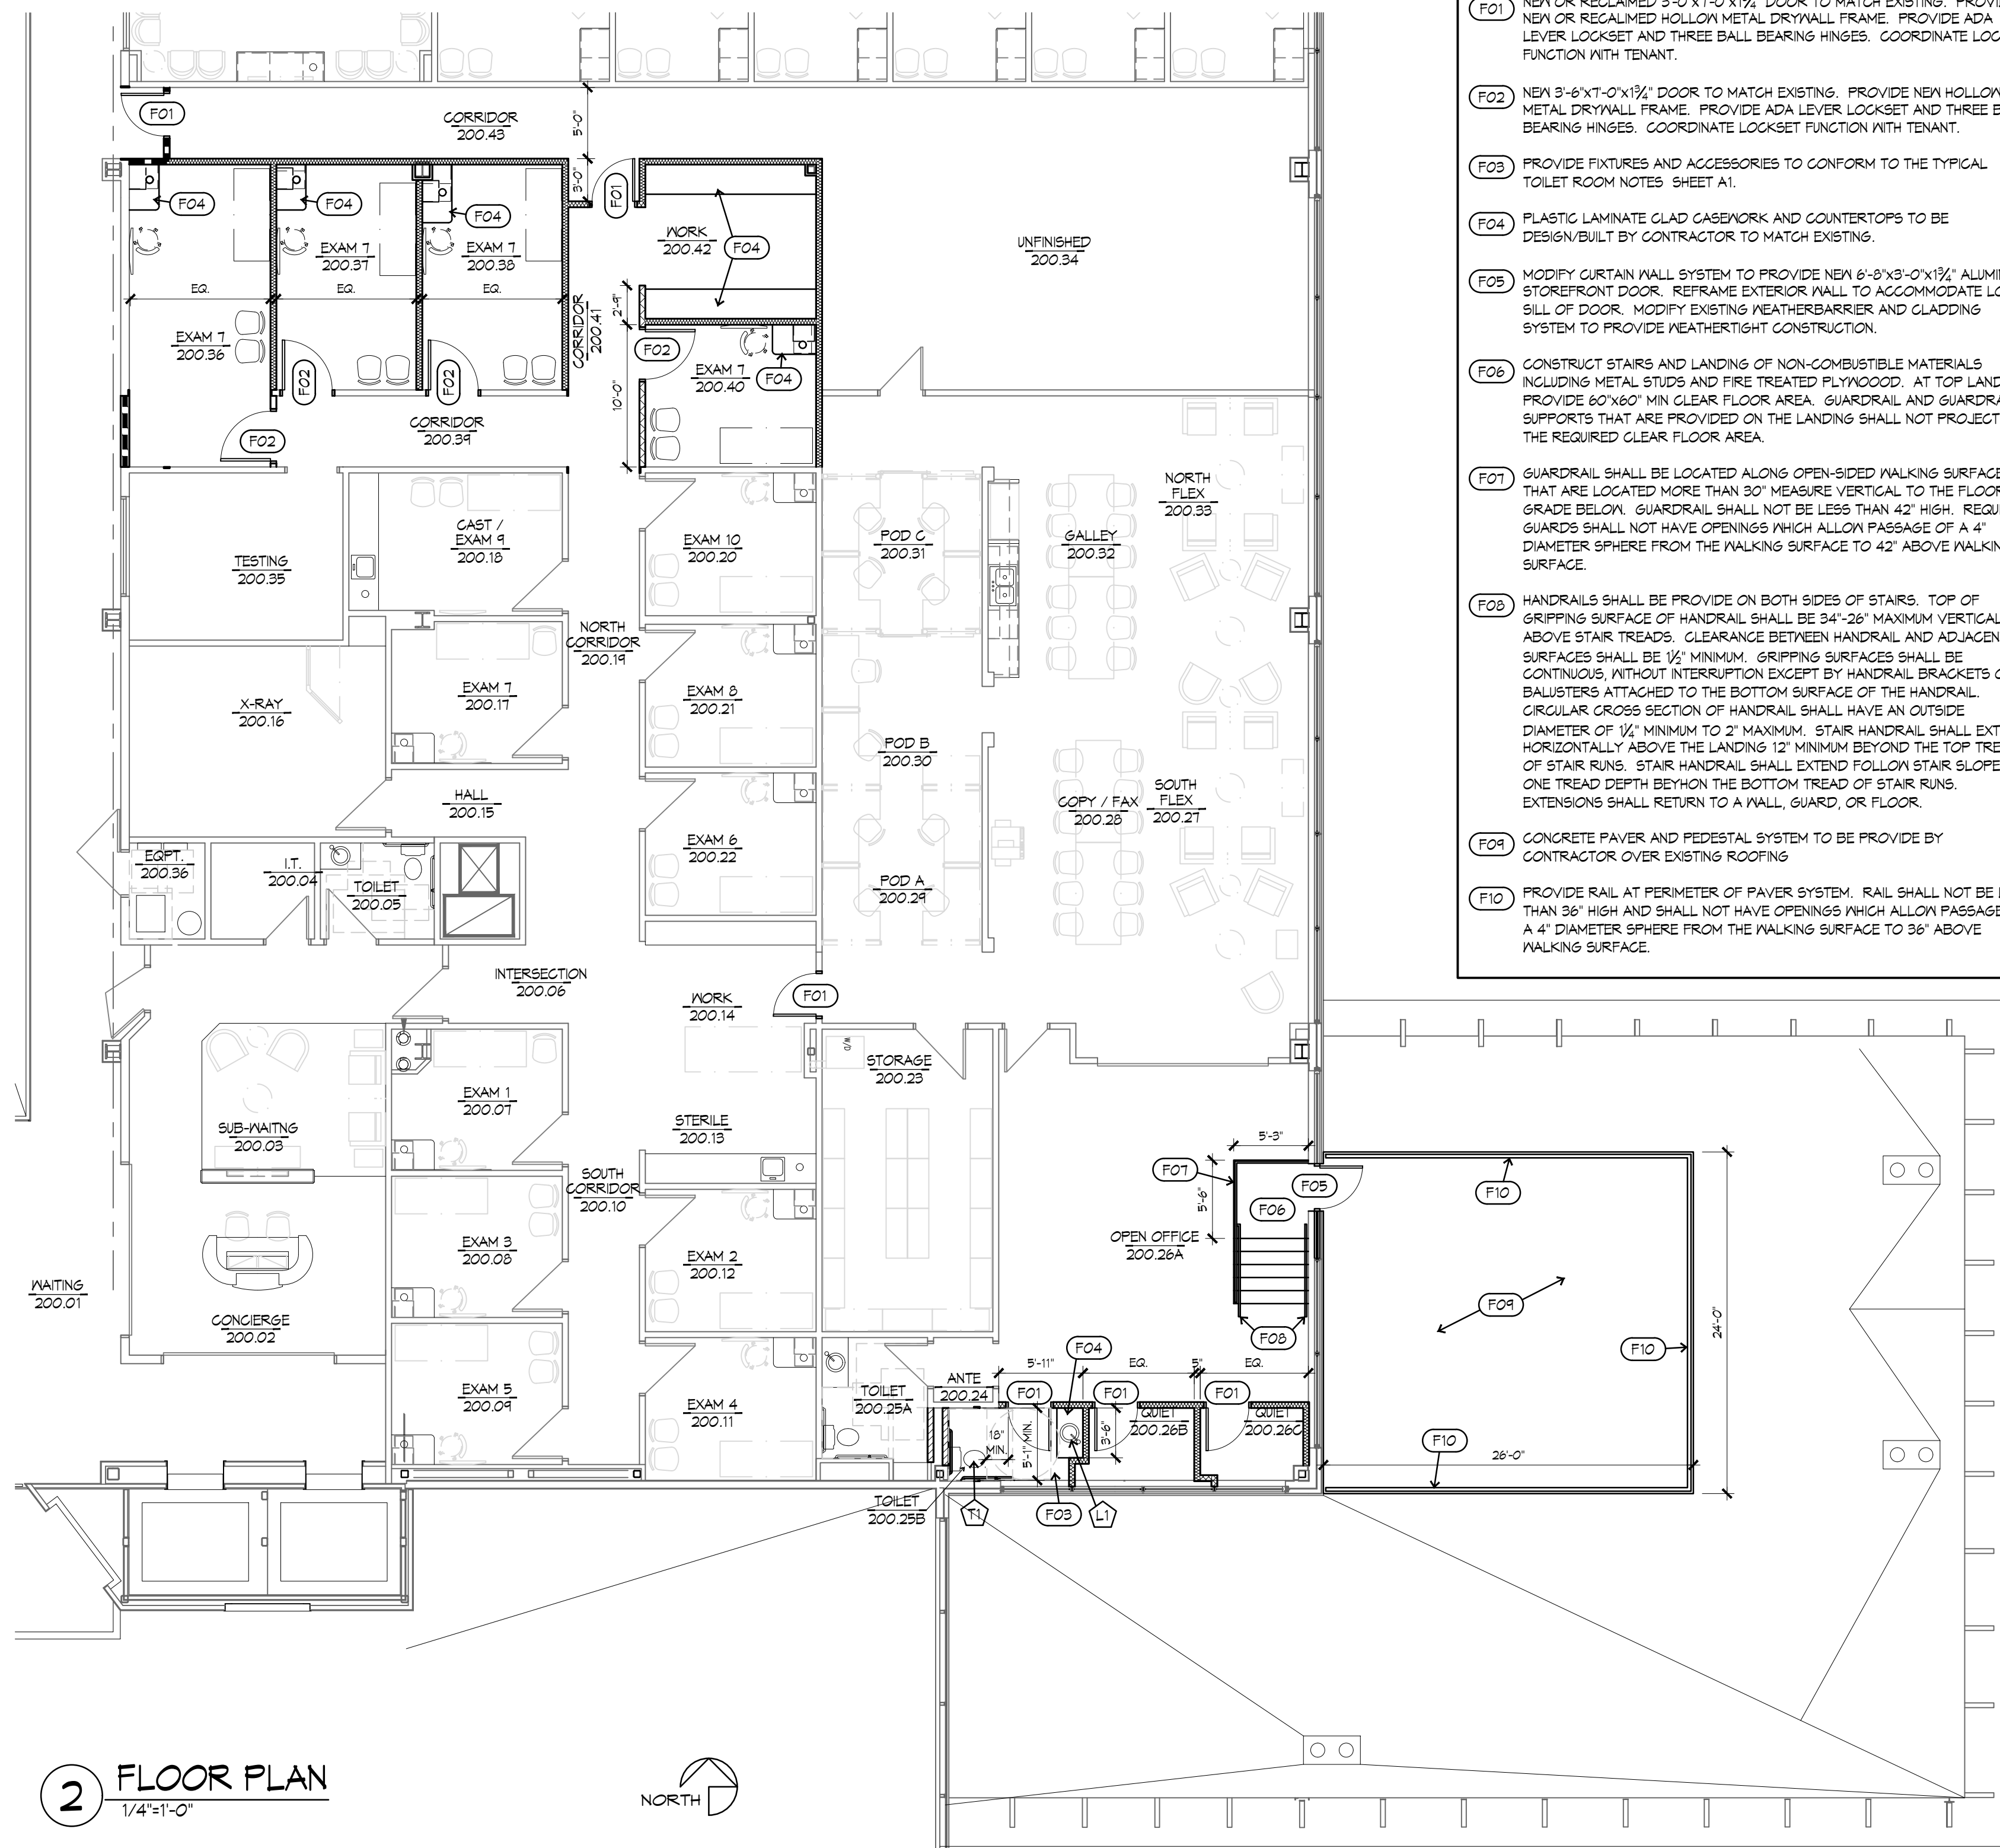 F01
NEW OR RECLAIMED 3'-0"x7'-0"x1¾" DOOR TO MATCH EXISTING. PROVIDE
NEW OR RECALIMED HOLLOW METAL DRYWALL FRAME. PROVIDE ADA
LEVER LOCKSET AND THREE BALL BEARING HINGES. COORDINATE LOC
FUNCTION WITH TENANT.
F02
NEW 3'-6"x7'-0"x1¾" DOOR TO MATCH EXISTING. PROVIDE NEW HOLLOW
METAL DRYWALL FRAME. PROVIDE ADA LEVER LOCKSET AND THREE B
BEARING HINGES. COORDINATE LOCKSET FUNCTION WITH TENANT.
F03
PROVIDE FIXTURES AND ACCESSORIES TO CONFORM TO THE TYPICAL
TOILET ROOM NOTES SHEET A1.
F04
PLASTIC LAMINATE CLAD CASEWORK AND COUNTERTOPS TO BE
DESIGN/BUILT BY CONTRACTOR TO MATCH EXISTING.
F05
MODIFY CURTAIN WALL SYSTEM TO PROVIDE NEW 6'-8"x3'-0"x1¾" ALUMI
STOREFRONT DOOR. REFRAME EXTERIOR WALL TO ACCOMMODATE LO
SILL OF DOOR. MODIFY EXISTING WEATHERBARRIER AND CLADDING
SYSTEM TO PROVIDE WEATHERTIGHT CONSTRUCTION.
F06
CONSTRUCT STAIRS AND LANDING OF NON-COMBUSTIBLE MATERIALS
INCLUDING METAL STUDS AND FIRE TREATED PLYWOOOD. AT TOP LAND
PROVIDE 60"x60" MIN CLEAR FLOOR AREA. GUARDRAIL AND GUARDRA
SUPPORTS THAT ARE PROVIDED ON THE LANDING SHALL NOT PROJECT
THE REQUIRED CLEAR FLOOR AREA.
F07
GUARDRAIL SHALL BE LOCATED ALONG OPEN-SIDED WALKING SURFACE
THAT ARE LOCATED MORE THAN 30" MEASURE VERTICAL TO THE FLOOR
GRADE BELOW. GUARDRAIL SHALL NOT BE LESS THAN 42" HIGH. REQUI
GUARDS SHALL NOT HAVE OPENINGS WHICH ALLOW PASSAGE OF A 4"
DIAMETER SPHERE FROM THE WALKING SURFACE TO 42" ABOVE WALKIN
SURFACE.
F08
HANDRAILS SHALL BE PROVIDE ON BOTH SIDES OF STAIRS. TOP OF
GRIPPING SURFACE OF HANDRAIL SHALL BE 34"-26" MAXIMUM VERTICAL
ABOVE STAIR TREADS. CLEARANCE BETWEEN HANDRAIL AND ADJACEN
SURFACES SHALL BE 1½" MINIMUM. GRIPPING SURFACES SHALL BE
CONTINUOUS, WITHOUT INTERRUPTION EXCEPT BY HANDRAIL BRACKETS O
BALUSTERS ATTACHED TO THE BOTTOM SURFACE OF THE HANDRAIL.
CIRCULAR CROSS SECTION OF HANDRAIL SHALL HAVE AN OUTSIDE
DIAMETER OF 1¼" MINIMUM TO 2" MAXIMUM. STAIR HANDRAIL SHALL EXT
HORIZONTALLY ABOVE THE LANDING 12" MINIMUM BEYOND THE TOP TRE
OF STAIR RUNS. STAIR HANDRAIL SHALL EXTEND FOLLOW STAIR SLOPE
ONE TREAD DEPTH BEYHON THE BOTTOM TREAD OF STAIR RUNS.
EXTENSIONS SHALL RETURN TO A WALL, GUARD, OR FLOOR.
F09
CONCRETE PAVER AND PEDESTAL SYSTEM TO BE PROVIDE BY
CONTRACTOR OVER EXISTING ROOFING
F10
PROVIDE RAIL AT PERIMETER OF PAVER SYSTEM. RAIL SHALL NOT BE L
THAN 36" HIGH AND SHALL NOT HAVE OPENINGS WHICH ALLOW PASSAGE
A 4" DIAMETER SPHERE FROM THE WALKING SURFACE TO 36" ABOVE
WALKING SURFACE.
F01
CORRIDOR
200.43
5'-0"
3'-0"
F01
F04
F04
F04
EXAM 7
200.37
EXAM 7
200.38
WORK
200.42
F04
UNFINISHED
200.34
EQ.
EQ.
EQ.
EXAM 7
200.36
CORRIDOR
200.41
2'-9"
F02
F02
F02
EXAM 7
200.40
F04
10'-0"
F02
CORRIDOR
200.39
TESTING
200.35
CAST /
EXAM 9
200.18
EXAM 10
200.20
POD C
200.31
GALLEY
200.32
NORTH
FLEX
200.33
NORTH
CORRIDOR
200.19
X-RAY
200.16
EXAM 7
200.17
EXAM 8
200.21
POD B
200.30
HALL
200.15
COPY / FAX
200.28
SOUTH
FLEX
200.27
EQPT.
200.36
I.T.
200.04
TOILET
200.05
EXAM 6
200.22
POD A
200.29
INTERSECTION
200.06
WORK
200.14
F01
W/D
STORAGE
200.23
EXAM 1
200.07
SUB-WAITNG
200.03
STERILE
200.13
SOUTH
CORRIDOR
200.10
5'-3"
F07
F05
5'-6"
F06
F10
OPEN OFFICE
200.26A
EXAM 3
200.08
EXAM 2
200.12
WAITING
200.01
CONCIERGE
200.02
F08
F09
24'-0"
F10
F04
5'-11"
EQ.
5"
EQ.
EXAM 5
200.09
EXAM 4
200.11
TOILET
200.25A
ANTE
200.24
F01
F01
F01
QUIET
200.26B
QUIET
200.26C
18"
MIN.
5'-1" MIN.
3'-6"
F10
26'-0"
TOILET
200.25B
T1
F03
L1
2
FLOOR PLAN
1/4"=1'-0"
NORTH